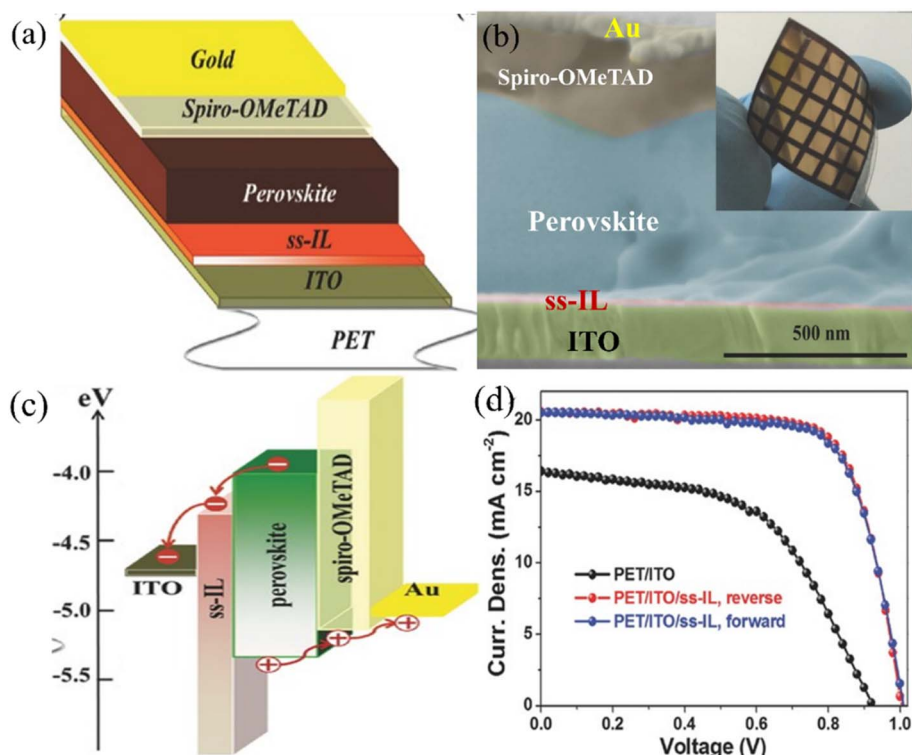 (a)
Gold
Spiro-OMeTAD
Perovskite
ss-IL
ITO
PET
(b)
Au
Spiro-OMeTAD
Perovskite
ss-IL
ITO
500 nm
(c)
eV
-4.0
-4.5
-5.0
-5.5
ITO
ss-IL
perovskite
spiro-OMeTAD
Au
(d)
Curr. Dens. (mA cm-2)
20
15
10
5
0
PET/ITO
PET/ITO/ss-IL, reverse
PET/ITO/ss-IL, forward
0.0 0.2 0.4 0.6 0.8 1.0
Voltage (V)